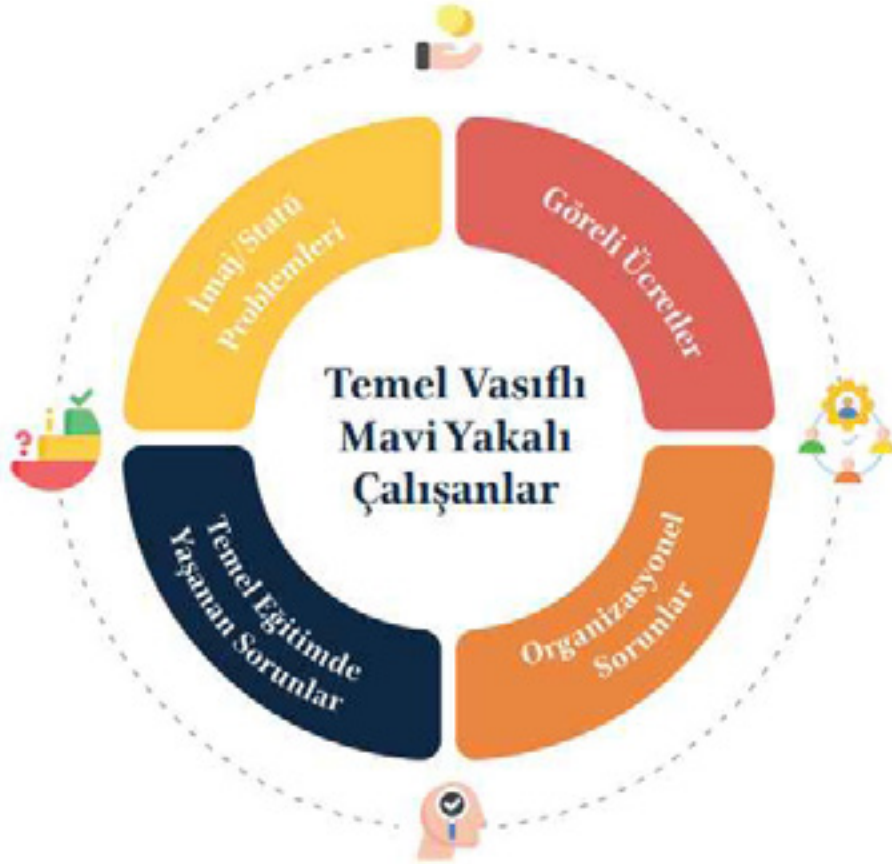 İmaj/Statü
Problemleri
Göreli Ücretler
Temel Vasıflı
Mavi Yakalı
Çalışanlar
Temel Eğitimde
Yaşanan Sorunlar
Organizasyonel
Sorunlar